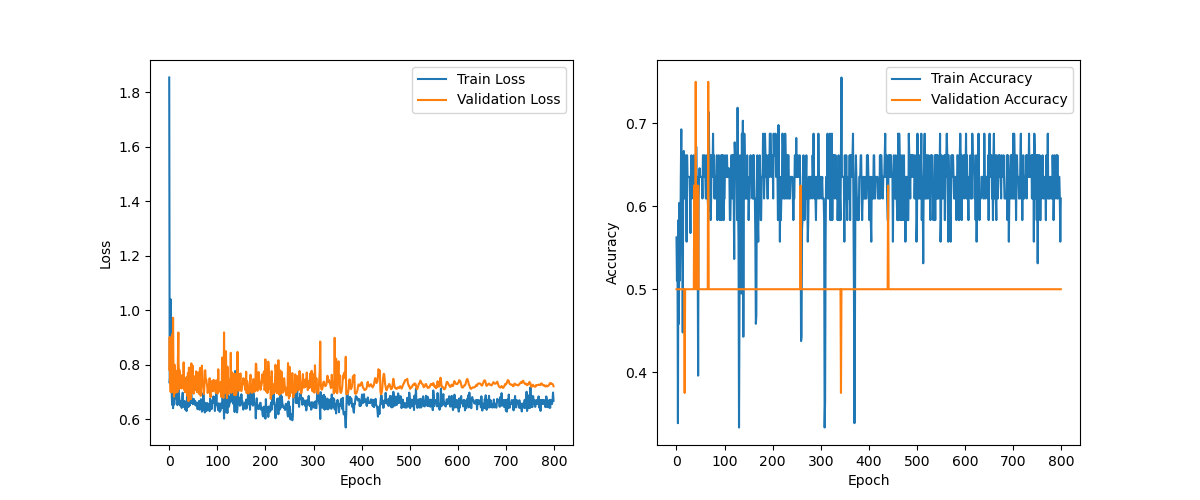 Train Loss
Validation Loss
1.8
1.6
1.4
1.2
1.0
0.8
0.6
Loss
0 100 200 300 400 500 600 700 800
Epoch
Train Accuracy
Validation Accuracy
0.7
0.6
0.5
0.4
Accuracy
0 100 200 300 400 500 600 700 800
Epoch